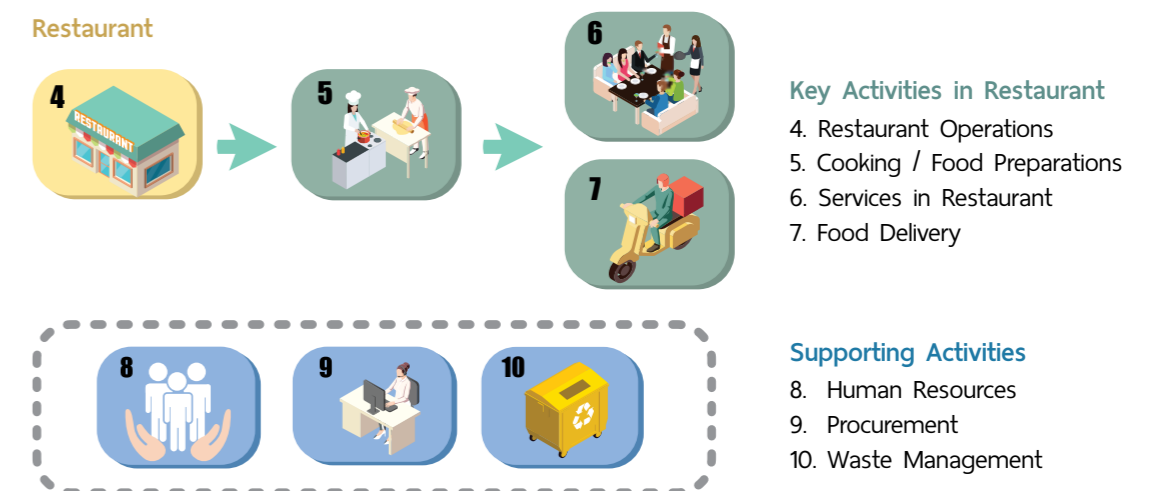 Restaurant
4
RESTAURANT
5
6
7
Key Activities in Restaurant
4. Restaurant Operations
5. Cooking / Food Preparations
6. Services in Restaurant
7. Food Delivery
8
9
10
Supporting Activities
8. Human Resources
9. Procurement
10. Waste Management